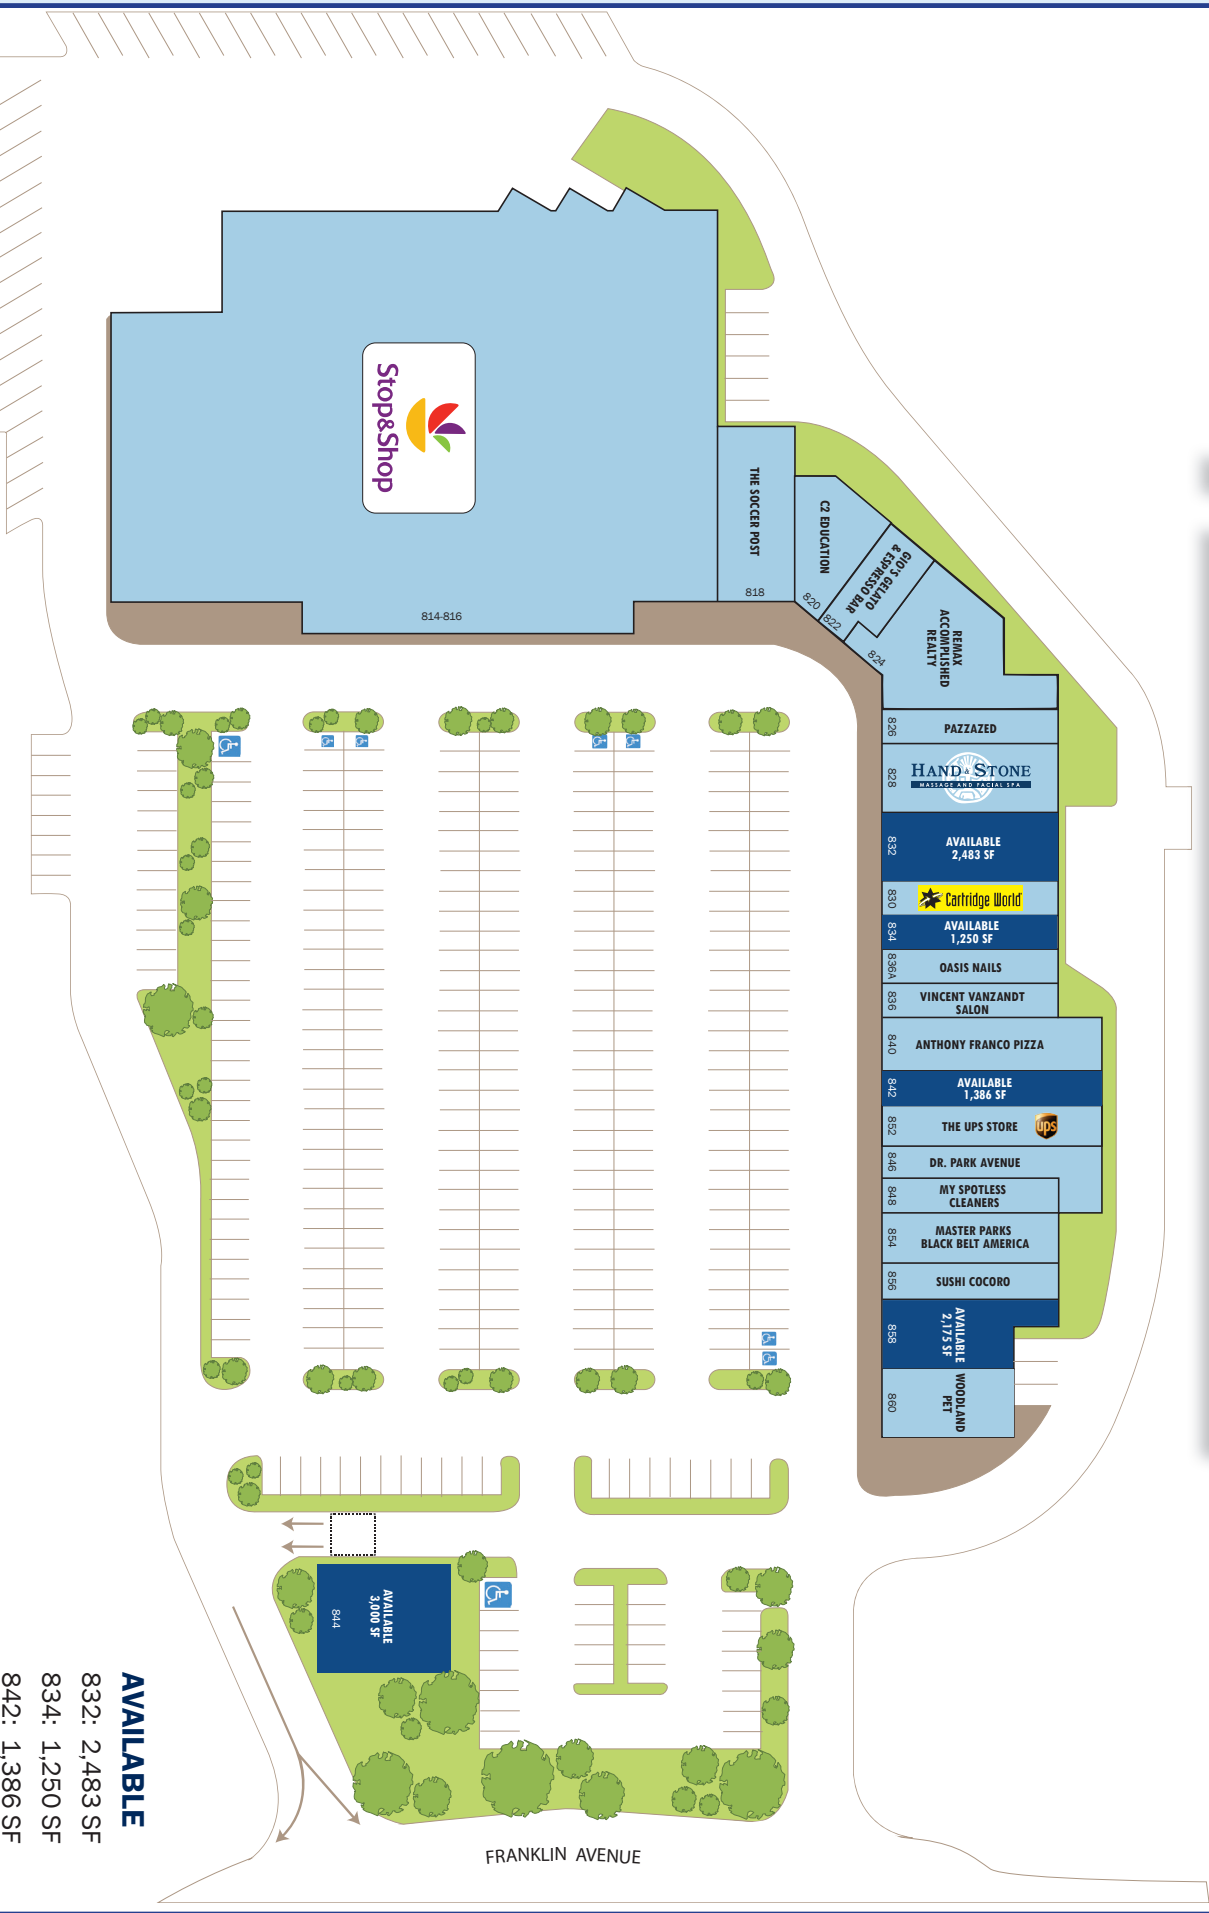 Stop&Shop
814-816
THE SOCCER POST
818
C2 EDUCATION
820
GIO'S GELATO
& ESPRESSO BAR
822
REMAX
ACCOMPLISHED
REALTY
824
PAZZAZED
826
HAND & STONE
MASSAGE AND FACIAL SPA
828
AVAILABLE
2,483 SF
832
Cartridge World
830
AVAILABLE
1,250 SF
834
OASIS NAILS
836A
VINCENT VANZANDT
SALON
836
ANTHONY FRANCO PIZZA
840
AVAILABLE
1,386 SF
842
THE UPS STORE
ups
852
DR. PARK AVENUE
846
MY SPOTLESS
CLEANERS
848
MASTER PARKS
BLACK BELT AMERICA
854
SUSHI COCORO
856
AVAILABLE
2,175 SF
858
WOODLAND
PET
860
AVAILABLE
3,000 SF
844
FRANKLIN AVENUE
AVAILABLE
832: 2,483 SF
834: 1,250 SF
842: 1,386 SF